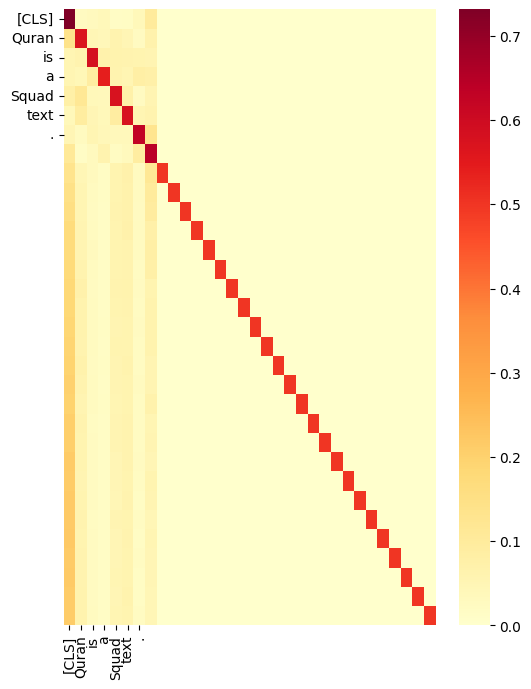 [CLS]
Quran
is
a
Squad
text
.
0.7
0.6
0.5
0.4
0.3
0.2
0.1
0.0
[CLS]
Quran
is
a
Squad
text
.